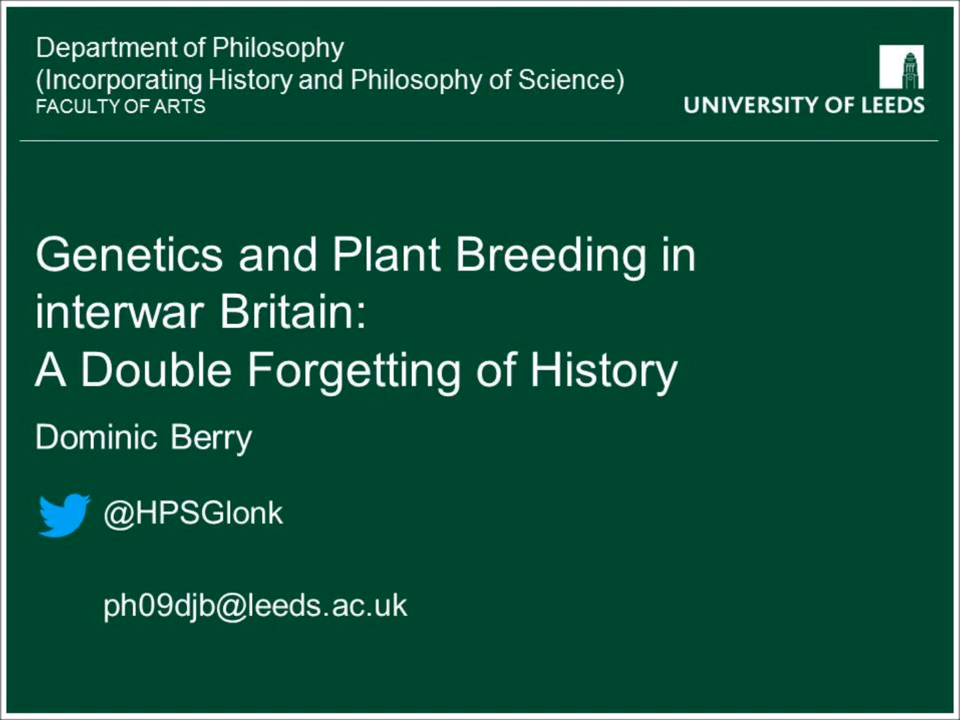 Department of Philosophy
(Incorporating History and Philosophy of Science)
FACULTY OF ARTS
UNIVERSITY OF LEEDS
Genetics and Plant Breeding in
interwar Britain:
A Double Forgetting of History
Dominic Berry
@HPSGlonk
ph09djb@leeds.ac.uk